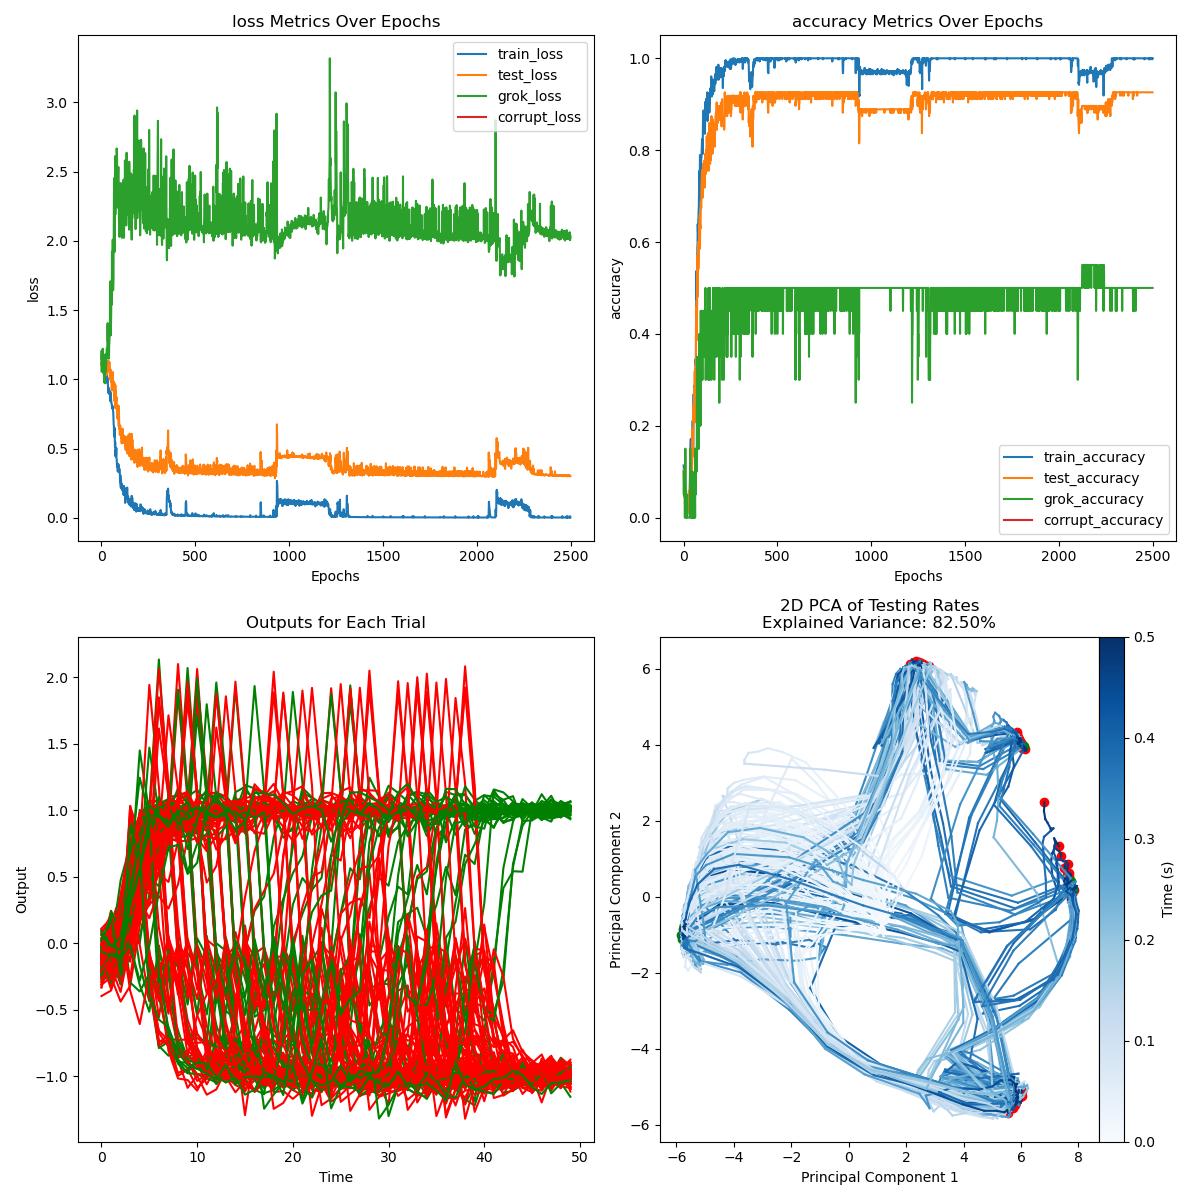 loss Metrics Over Epochs
loss
3.0
2.5
2.0
1.5
1.0
0.5
0.0
train_loss
test_loss
grok_loss
corrupt_loss
0
500
1000
1500
2000
2500
Epochs
accuracy Metrics Over Epochs
accuracy
1.0
0.8
0.6
0.4
0.2
0.0
train_accuracy
test_accuracy
grok_accuracy
corrupt_accuracy
0
500
1000
1500
2000
2500
Epochs
Outputs for Each Trial
Output
2.0
1.5
1.0
0.5
0.0
−0.5
−1.0
0
10
20
30
40
50
Time
2D PCA of Testing Rates
Explained Variance: 82.50%
Principal Component 2
6
4
2
0
−2
−4
−6
−6
−4
−2
0
2
4
6
8
Principal Component 1
0.5
0.4
0.3
0.2
0.1
0.0
Time (s)